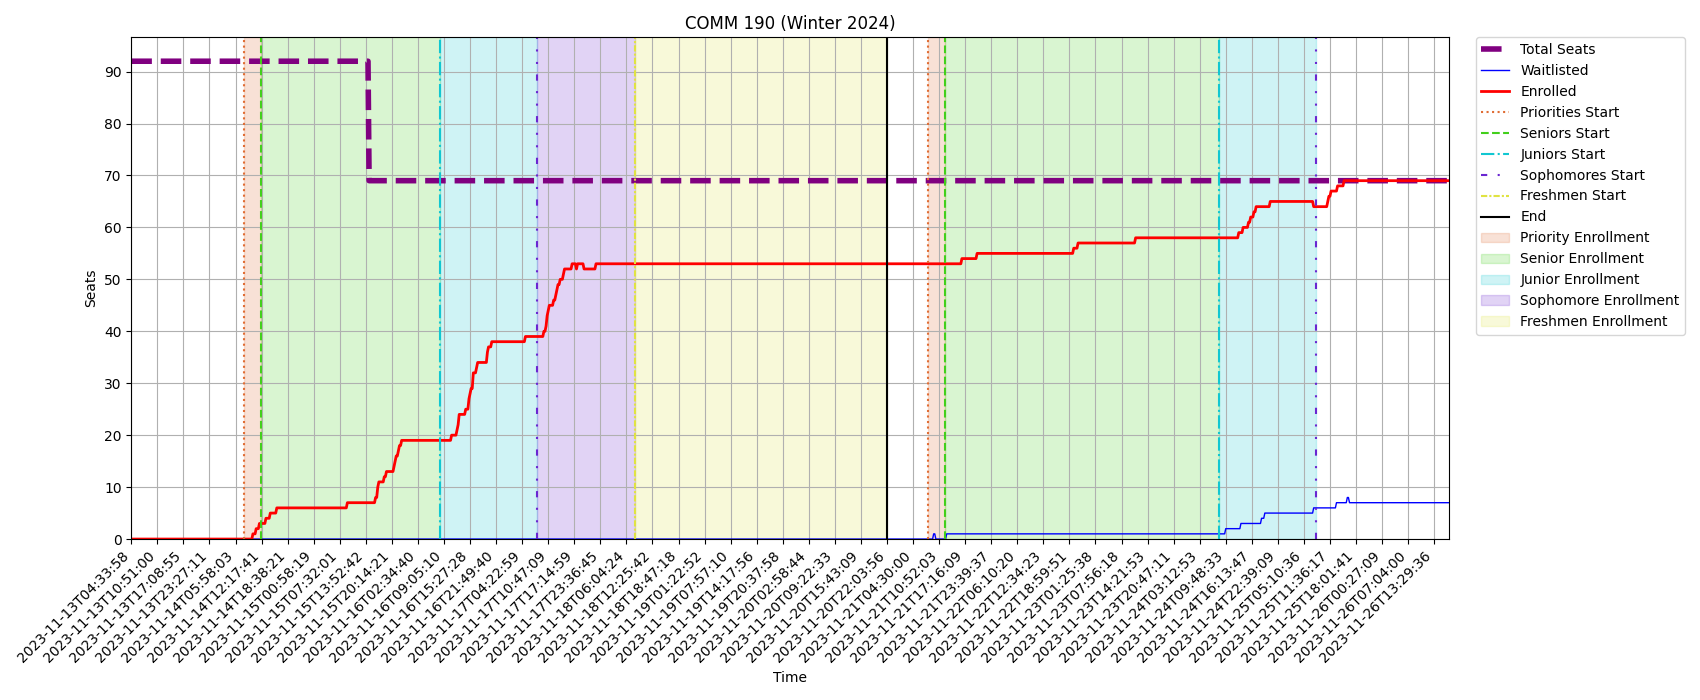 COMM 190 (Winter 2024)
Seats
90
80
70
60
50
40
30
20
10
0
2023-11-13T04:33:58
2023-11-13T10:51:00
2023-11-13T17:08:55
2023-11-13T23:27:11
2023-11-14T05:58:03
2023-11-14T12:17:41
2023-11-14T18:38:21
2023-11-15T00:58:19
2023-11-15T07:32:01
2023-11-15T13:52:42
2023-11-15T20:14:21
2023-11-16T02:34:40
2023-11-16T09:05:10
2023-11-16T15:27:28
2023-11-16T21:49:40
2023-11-17T04:22:59
2023-11-17T10:47:09
2023-11-17T17:14:59
2023-11-17T23:36:45
2023-11-18T06:04:24
2023-11-18T12:25:42
2023-11-18T18:47:18
2023-11-19T01:22:52
2023-11-19T07:57:10
2023-11-19T14:17:56
2023-11-19T20:37:58
2023-11-20T02:58:44
2023-11-20T09:22:33
2023-11-20T15:43:09
2023-11-20T22:03:56
2023-11-21T04:30:00
2023-11-21T10:52:03
2023-11-21T17:16:09
2023-11-21T23:39:37
2023-11-22T06:10:20
2023-11-22T12:34:23
2023-11-22T18:59:51
2023-11-23T01:25:38
2023-11-23T07:56:18
2023-11-23T14:21:53
2023-11-23T20:47:11
2023-11-24T03:12:53
2023-11-24T09:48:33
2023-11-24T16:13:47
2023-11-24T22:39:09
2023-11-25T05:10:36
2023-11-25T11:36:17
2023-11-25T18:01:41
2023-11-26T00:27:09
2023-11-26T07:04:00
2023-11-26T13:29:36
Time
Total Seats
Waitlisted
Enrolled
Priorities Start
Seniors Start
Juniors Start
Sophomores Start
Freshmen Start
End
Priority Enrollment
Senior Enrollment
Junior Enrollment
Sophomore Enrollment
Freshmen Enrollment